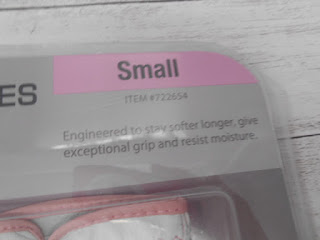 Small
ES
ITEM #722654
Engineered to stay softer longer, give
exceptional grip and resist moisture.